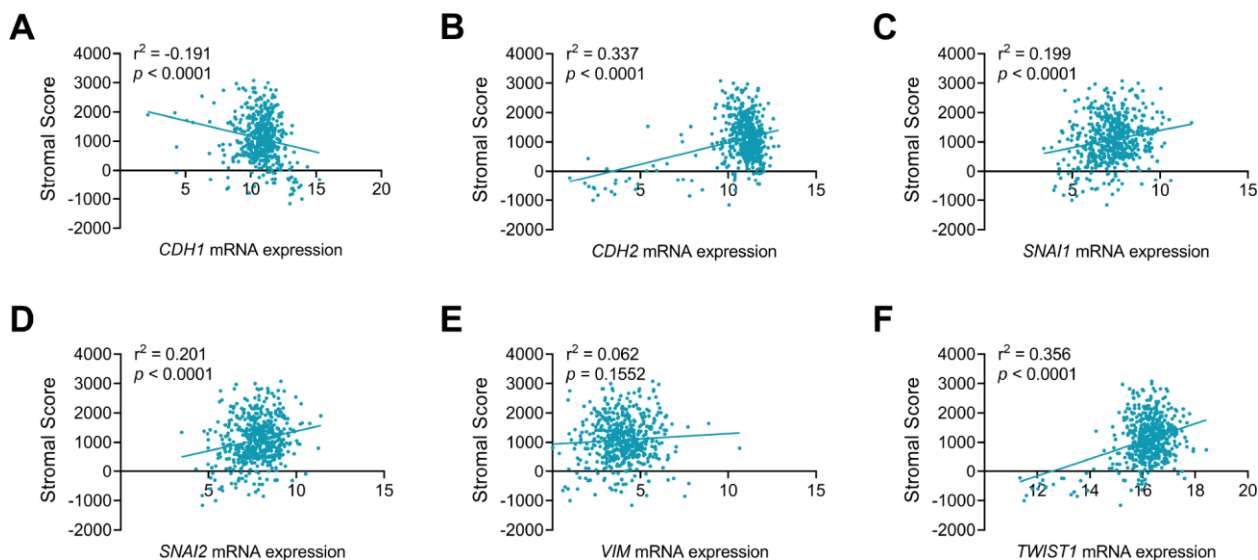 A
r² = -0.191
p < 0.0001
4000
3000
2000
1000
0
-1000
-2000
5
10
15
20
Stromal Score
CDH1 mRNA expression
B
r² = 0.337
p < 0.0001
4000
3000
2000
1000
0
-1000
-2000
5
10
15
Stromal Score
CDH2 mRNA expression
C
r² = 0.199
p < 0.0001
4000
3000
2000
1000
0
-1000
-2000
5
10
15
Stromal Score
SNAI1 mRNA expression
D
r² = 0.201
p < 0.0001
4000
3000
2000
1000
0
-1000
-2000
5
10
15
Stromal Score
SNAI2 mRNA expression
E
r² = 0.062
p = 0.1552
4000
3000
2000
1000
0
-1000
-2000
5
10
15
Stromal Score
VIM mRNA expression
F
r² = 0.356
p < 0.0001
4000
3000
2000
1000
0
-1000
-2000
12
14
16
18
20
Stromal Score
TWIST1 mRNA expression